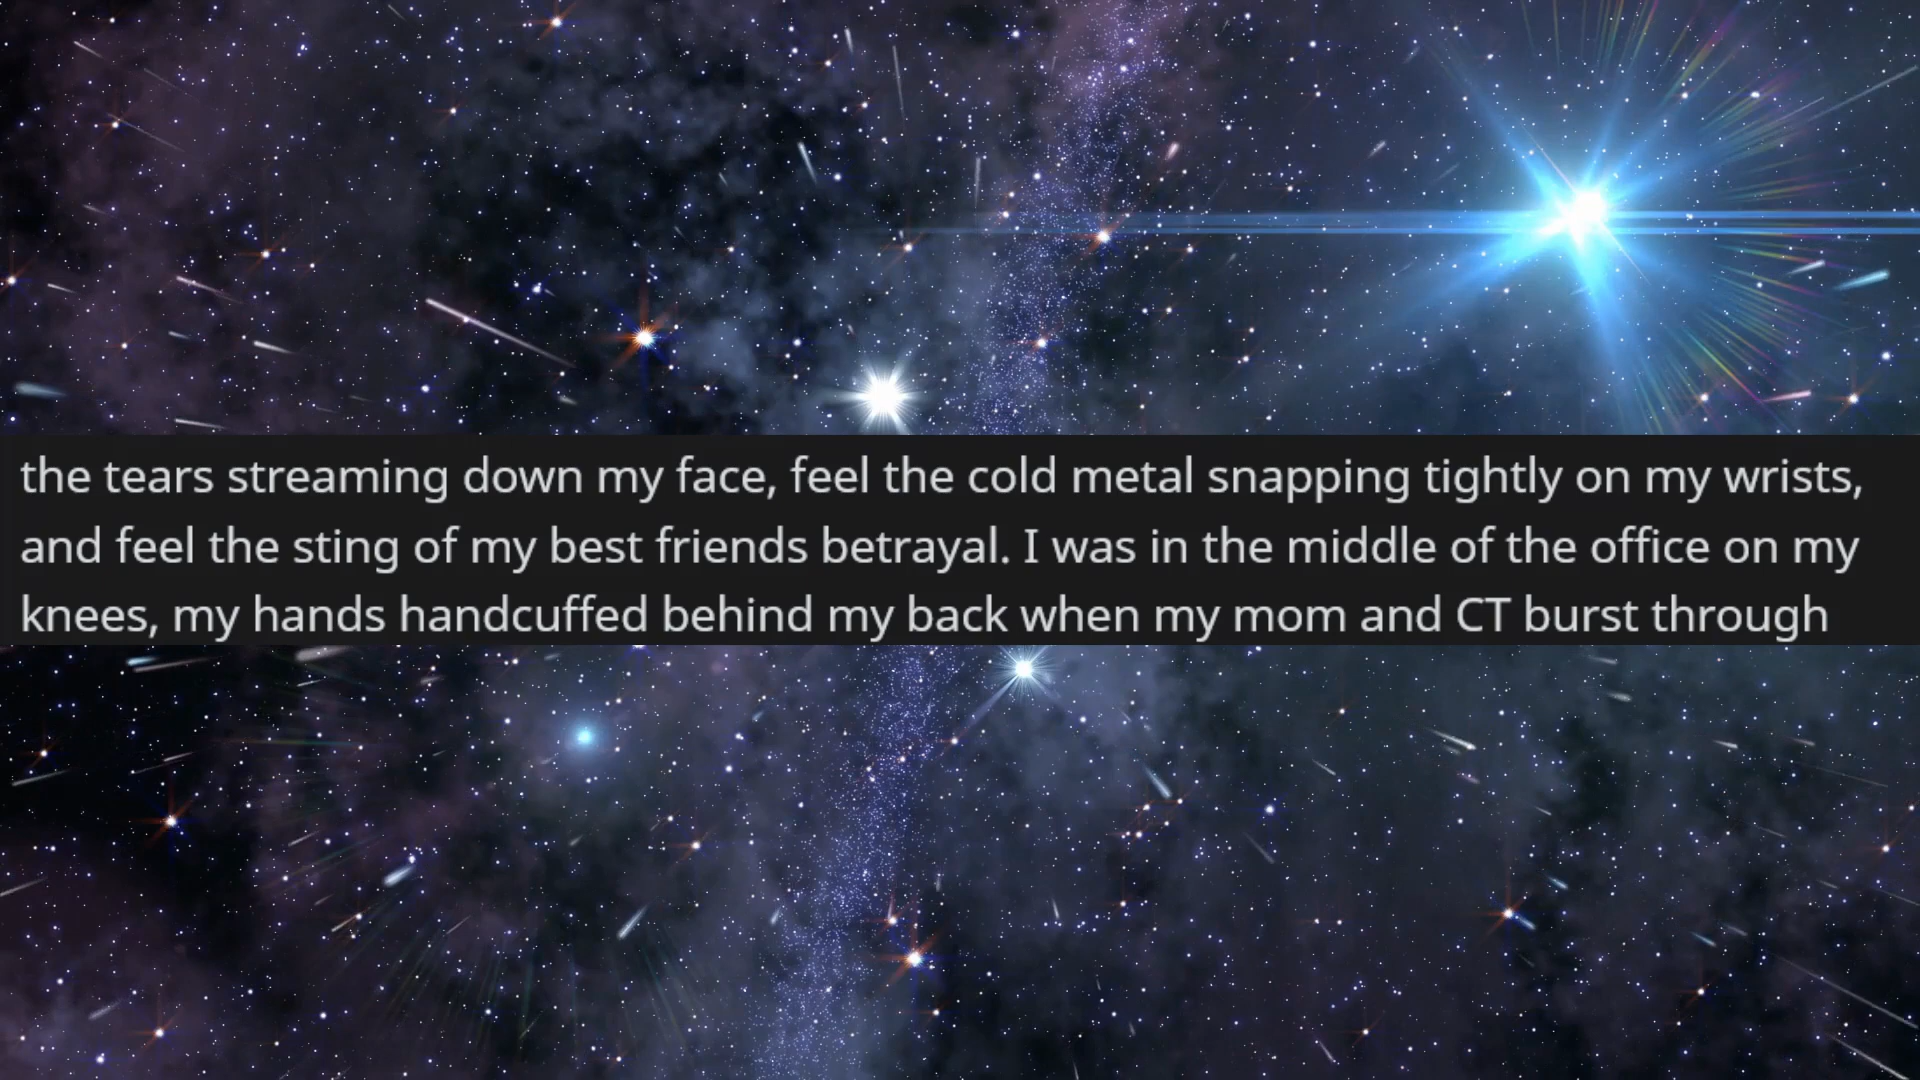 the tears streaming down my face, feel the cold metal snapping tightly on my wrists,
and feel the sting of my best friends betrayal. I was in the middle of the office on my
knees, my hands handcuffed behind my back when my mom and CT burst through